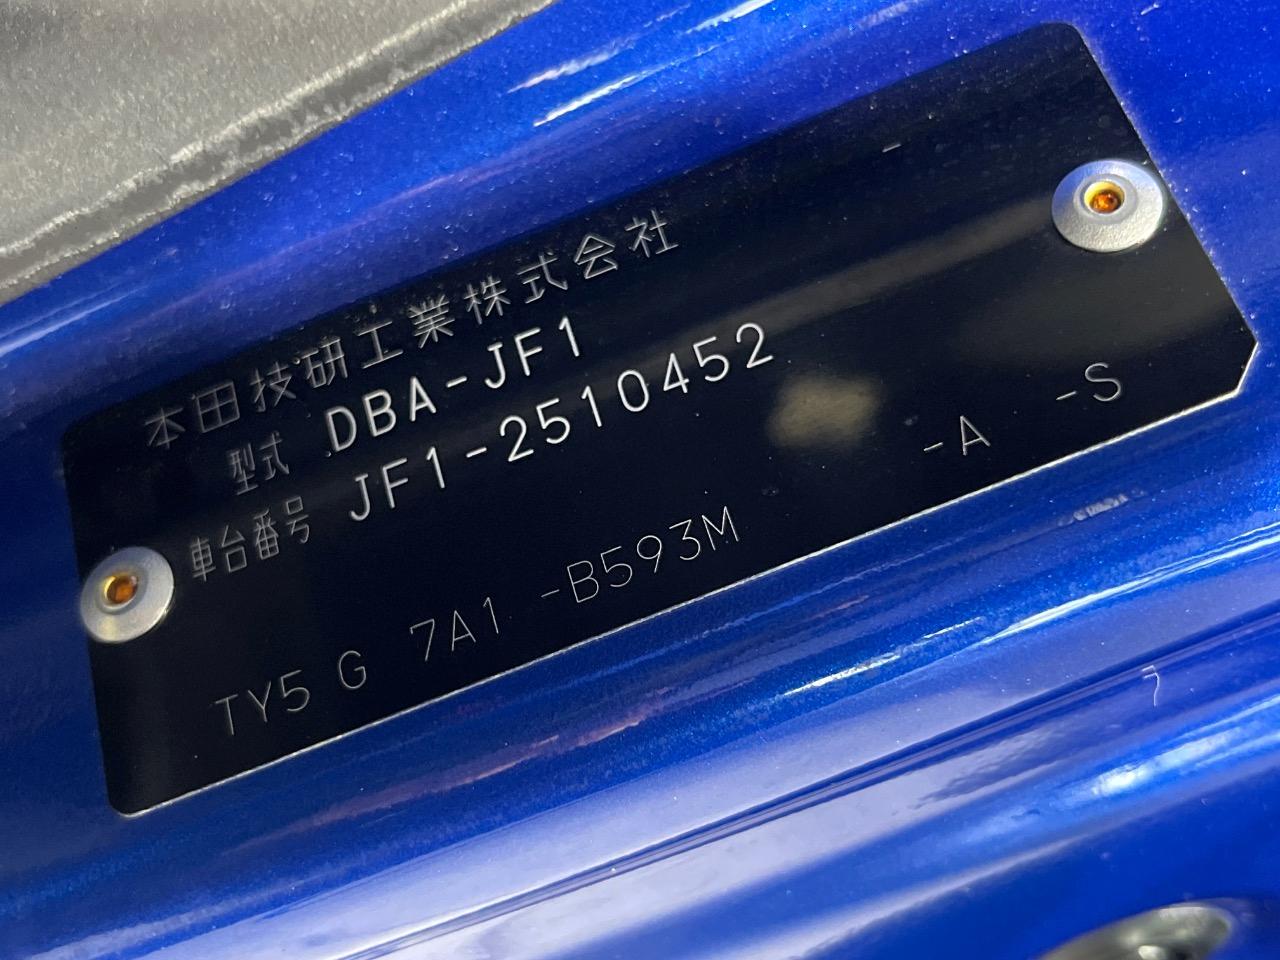 本田技研工業株式会社
型式 DBA-JF1
車台番号 JF1-2510452
TY5 G 7A1 -B593M -A -S